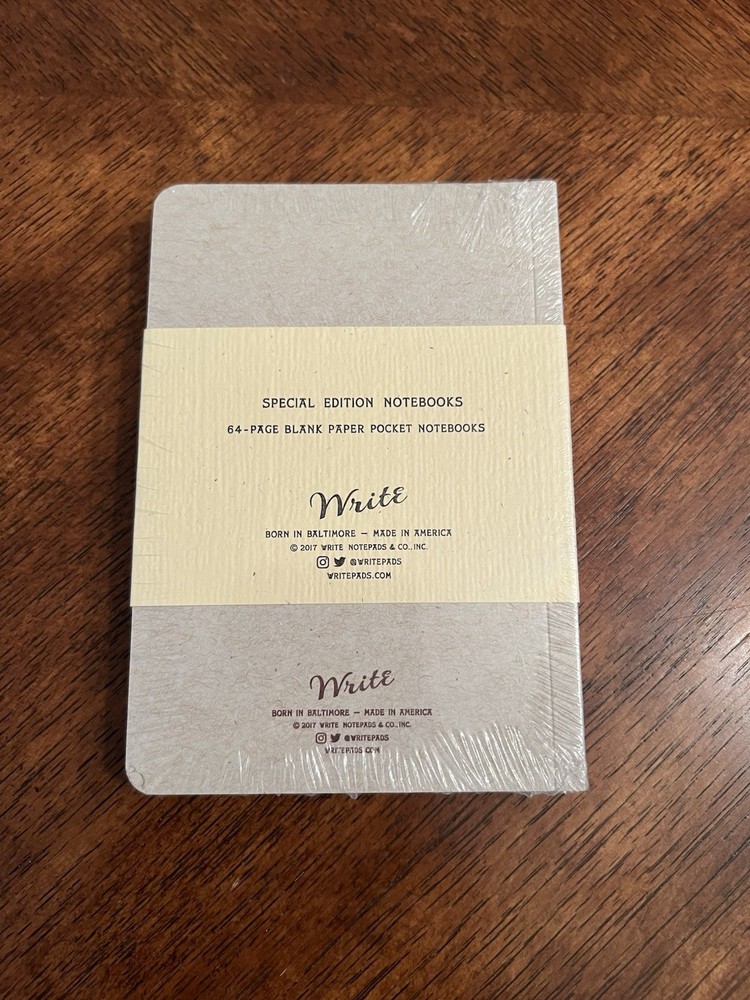 SPECIAL EDITION NOTEBOOKS
64-PAGE BLANK PAPER POCKET NOTEBOOKS
Write
BORN IN BALTIMORE – MADE IN AMERICA
© 2017 WRITE NOTEPADS & CO., INC.
@WRITEPADS
WRITEPADS.COM
Write
BORN IN BALTIMORE – MADE IN AMERICA
© 2017 WRITE NOTEPADS & CO., INC.
@WRITEPADS
WRITEPADS.COM